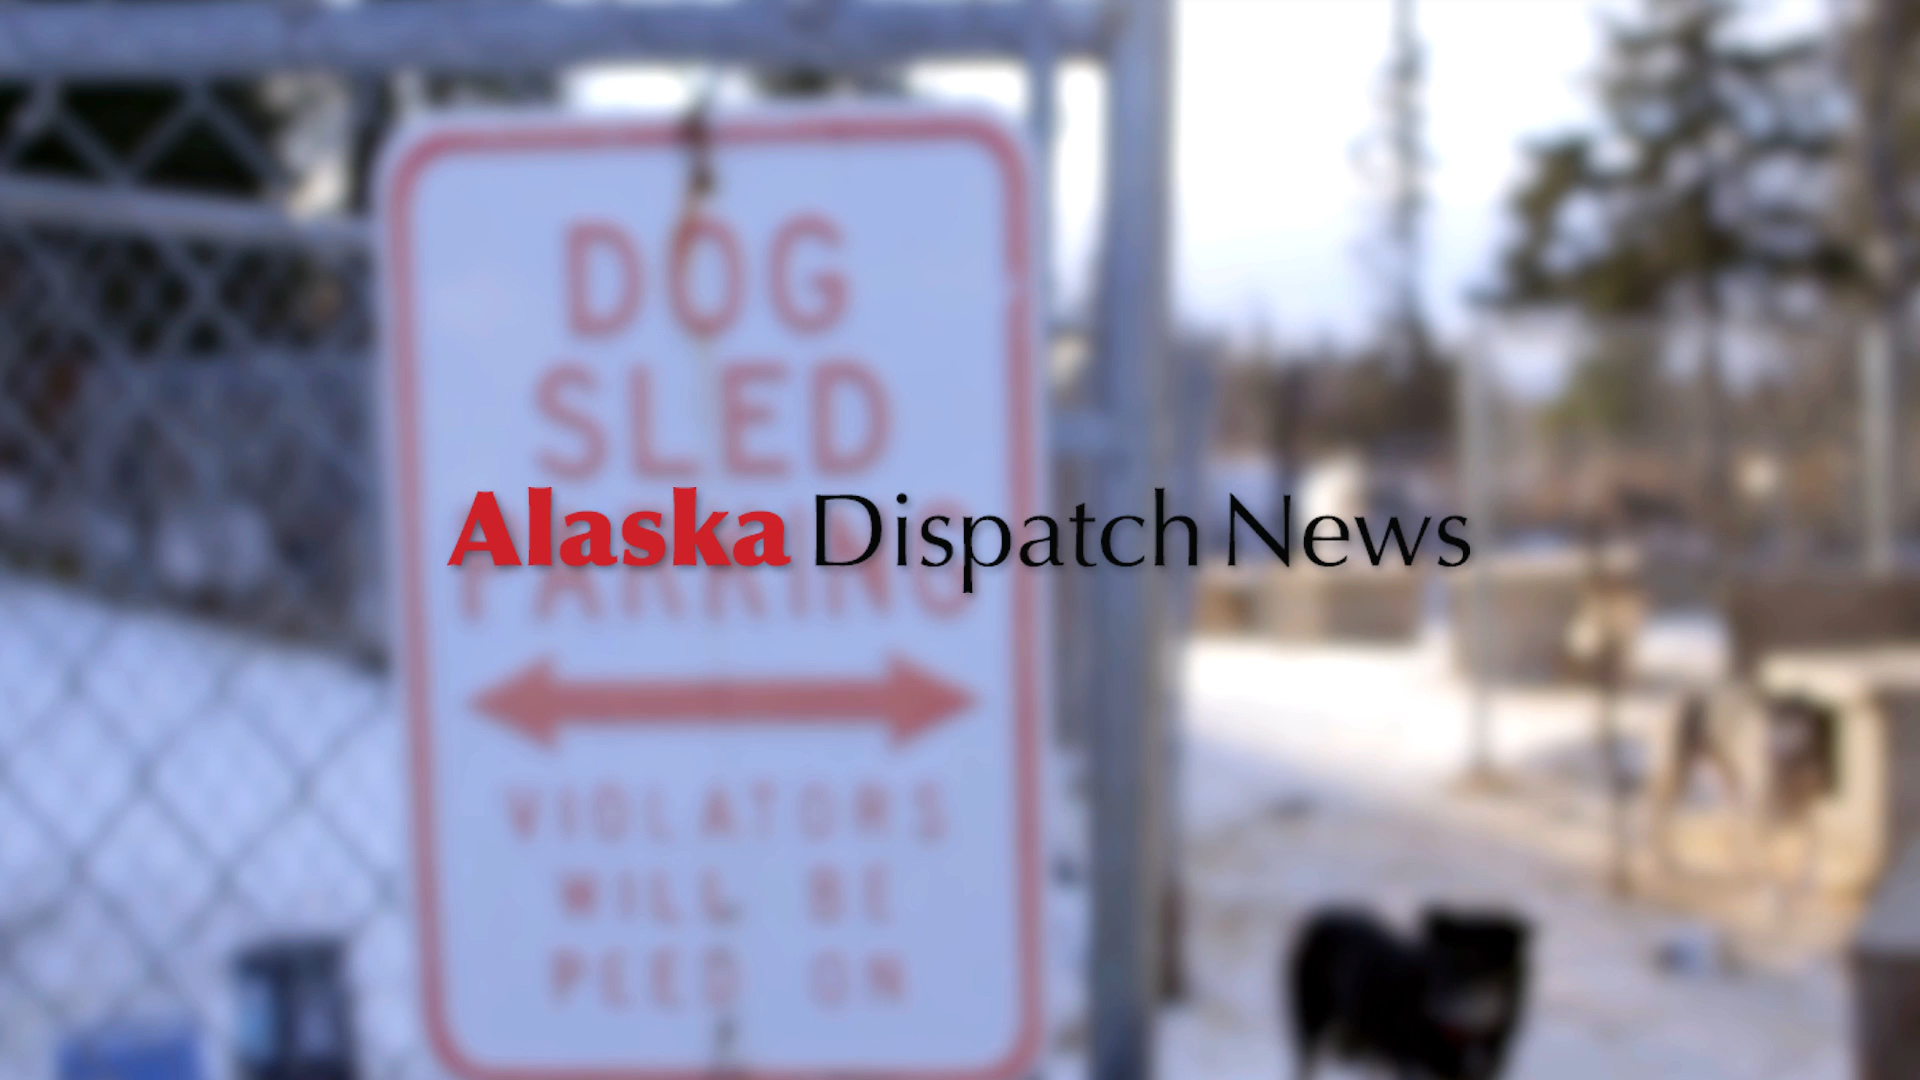 DOG
SLED
PARKING
Alaska Dispatch News
VIOLATORS
WILL BE
PEED ON